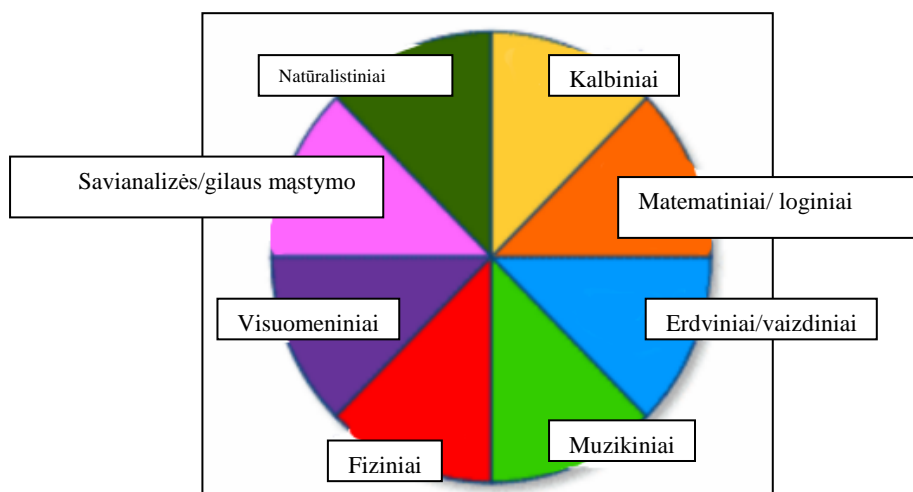 Natūralistiniai
Kalbiniai
Savianalizės/gilaus mąstymo
Matematiniai/ loginiai
Visuomeniniai
Erdviniai/vaizdiniai
Fiziniai
Muzikiniai